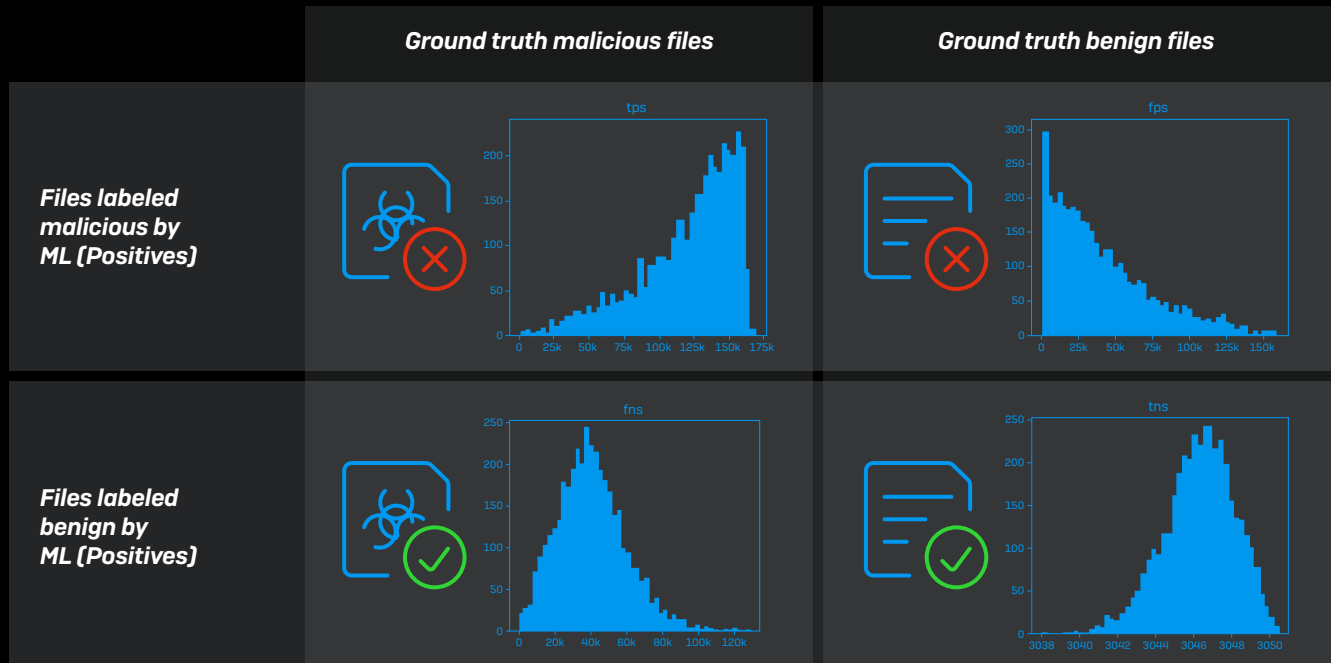 Ground truth malicious files
Ground truth benign files
Files labeled
malicious by
ML (Positives)
tps
200
150
100
50
0
0 25k 50k 75k 100k 125k 150k 175k
fps
300
250
200
150
100
50
0
0 25k 50k 75k 100k 125k 150k
Files labeled
benign by
ML (Positives)
fns
250
200
150
100
50
0
0 20k 40k 60k 80k 100k 120k
tns
250
200
150
100
50
0
3038 3040 3042 3044 3046 3048 3050